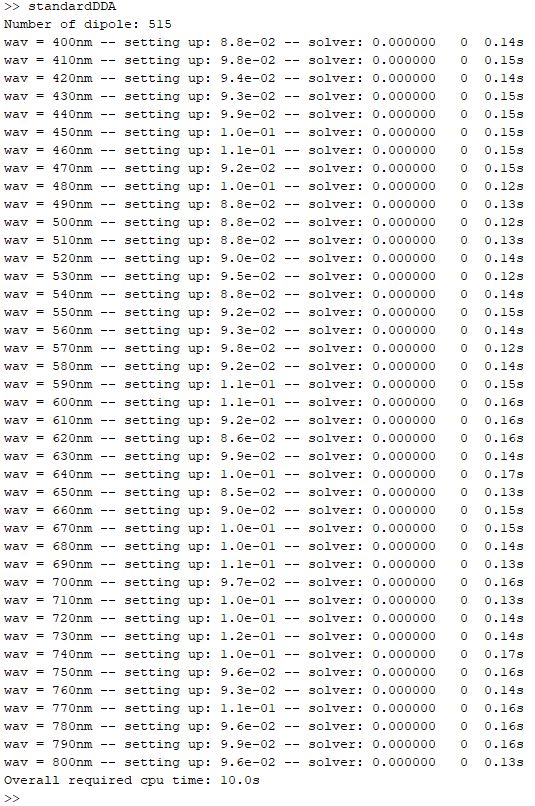 >> standardDDA
Number of dipole: 515
wav = 400nm -- setting up: 8.8e-02 -- solver: 0.000000   0  0.14s
wav = 410nm -- setting up: 9.8e-02 -- solver: 0.000000   0  0.15s
wav = 420nm -- setting up: 9.4e-02 -- solver: 0.000000   0  0.14s
wav = 430nm -- setting up: 9.3e-02 -- solver: 0.000000   0  0.15s
wav = 440nm -- setting up: 9.9e-02 -- solver: 0.000000   0  0.15s
wav = 450nm -- setting up: 1.0e-01 -- solver: 0.000000   0  0.15s
wav = 460nm -- setting up: 1.1e-01 -- solver: 0.000000   0  0.15s
wav = 470nm -- setting up: 9.2e-02 -- solver: 0.000000   0  0.15s
wav = 480nm -- setting up: 1.0e-01 -- solver: 0.000000   0  0.12s
wav = 490nm -- setting up: 8.8e-02 -- solver: 0.000000   0  0.13s
wav = 500nm -- setting up: 8.8e-02 -- solver: 0.000000   0  0.12s
wav = 510nm -- setting up: 8.8e-02 -- solver: 0.000000   0  0.13s
wav = 520nm -- setting up: 9.0e-02 -- solver: 0.000000   0  0.14s
wav = 530nm -- setting up: 9.5e-02 -- solver: 0.000000   0  0.12s
wav = 540nm -- setting up: 8.8e-02 -- solver: 0.000000   0  0.14s
wav = 550nm -- setting up: 9.2e-02 -- solver: 0.000000   0  0.15s
wav = 560nm -- setting up: 9.3e-02 -- solver: 0.000000   0  0.14s
wav = 570nm -- setting up: 9.8e-02 -- solver: 0.000000   0  0.12s
wav = 580nm -- setting up: 9.2e-02 -- solver: 0.000000   0  0.14s
wav = 590nm -- setting up: 1.1e-01 -- solver: 0.000000   0  0.15s
wav = 600nm -- setting up: 1.1e-01 -- solver: 0.000000   0  0.16s
wav = 610nm -- setting up: 9.2e-02 -- solver: 0.000000   0  0.16s
wav = 620nm -- setting up: 8.6e-02 -- solver: 0.000000   0  0.16s
wav = 630nm -- setting up: 9.9e-02 -- solver: 0.000000   0  0.14s
wav = 640nm -- setting up: 1.0e-01 -- solver: 0.000000   0  0.17s
wav = 650nm -- setting up: 8.5e-02 -- solver: 0.000000   0  0.13s
wav = 660nm -- setting up: 9.0e-02 -- solver: 0.000000   0  0.15s
wav = 670nm -- setting up: 1.0e-01 -- solver: 0.000000   0  0.15s
wav = 680nm -- setting up: 1.0e-01 -- solver: 0.000000   0  0.14s
wav = 690nm -- setting up: 1.1e-01 -- solver: 0.000000   0  0.13s
wav = 700nm -- setting up: 9.7e-02 -- solver: 0.000000   0  0.16s
wav = 710nm -- setting up: 1.0e-01 -- solver: 0.000000   0  0.13s
wav = 720nm -- setting up: 1.0e-01 -- solver: 0.000000   0  0.14s
wav = 730nm -- setting up: 1.2e-01 -- solver: 0.000000   0  0.14s
wav = 740nm -- setting up: 1.0e-01 -- solver: 0.000000   0  0.17s
wav = 750nm -- setting up: 9.6e-02 -- solver: 0.000000   0  0.16s
wav = 760nm -- setting up: 9.3e-02 -- solver: 0.000000   0  0.14s
wav = 770nm -- setting up: 1.1e-01 -- solver: 0.000000   0  0.16s
wav = 780nm -- setting up: 9.6e-02 -- solver: 0.000000   0  0.16s
wav = 790nm -- setting up: 9.9e-02 -- solver: 0.000000   0  0.16s
wav = 800nm -- setting up: 9.6e-02 -- solver: 0.000000   0  0.13s
Overall required cpu time: 10.0s
>>